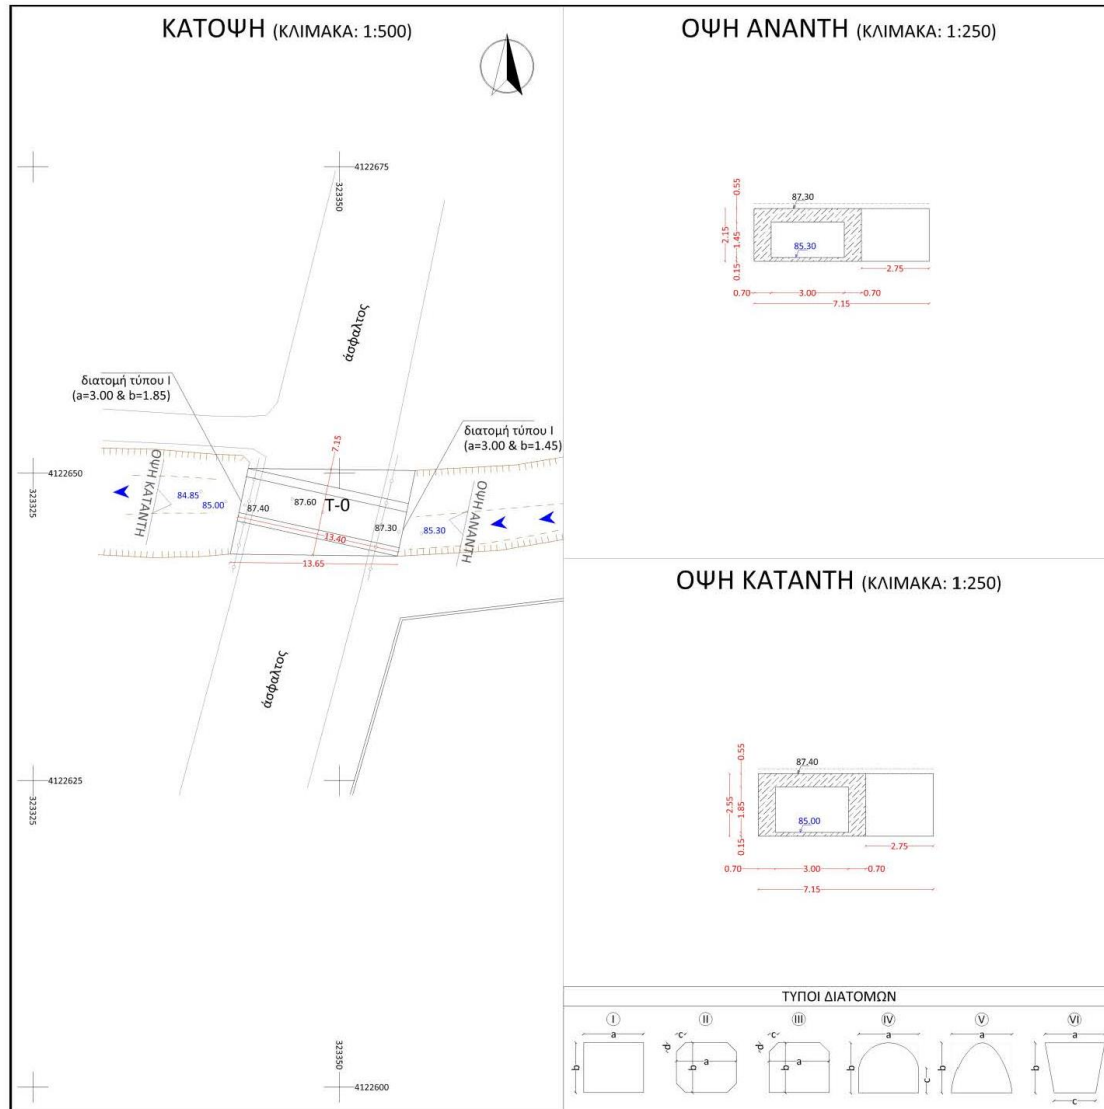 ΚΑΤΟΨΗ (ΚΛΙΜΑΚΑ: 1:500)
4122675
323350
άσφαλτος
διατομή τύπου Ι
(a=3.00 & b=1.85)
διατομή τύπου Ι
(a=3.00 & b=1.45)
7.15
4122650
323325
ΟΨΗ ΚΑΤΑΝΤΗ
84.85
85.00
87.40
87.60
T-0
87.30
85.30
ΟΨΗ ΑΝΑΝΤΗ
13.40
13.65
άσφαλτος
4122625
323325
323350
4122600
ΟΨΗ ΑΝΑΝΤΗ (ΚΛΙΜΑΚΑ: 1:250)
0.55
87.30
2.15
1.45
85.30
0.15
2.75
0.70
3.00
0.70
7.15
ΟΨΗ ΚΑΤΑΝΤΗ (ΚΛΙΜΑΚΑ: 1:250)
0.55
87.40
2.55
1.85
85.00
0.15
2.75
0.70
3.00
0.70
7.15
ΤΥΠΟΙ ΔΙΑΤΟΜΩΝ
I II III IV V VI
a c c a a a
d b a d b a b b b
c c